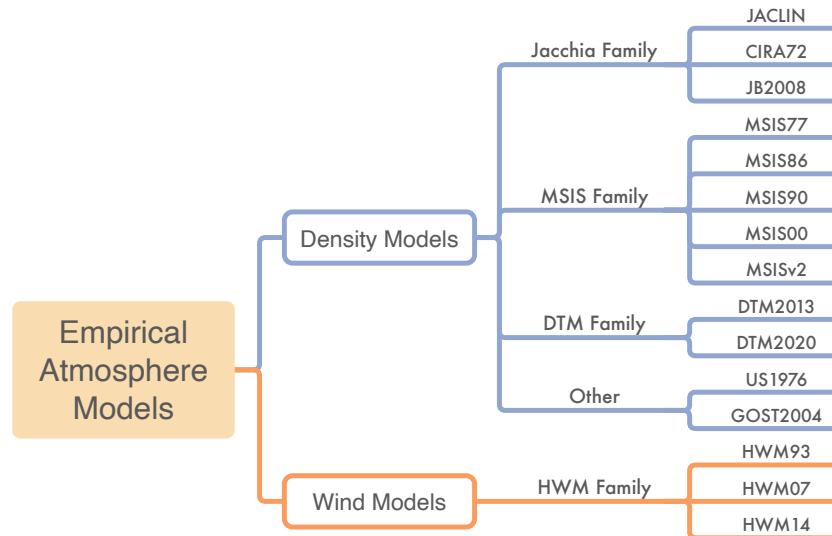 Empirical
Atmosphere
Models
Density Models
Jacchia Family
JACLIN
CIRA72
JB2008
MSIS Family
MSIS77
MSIS86
MSIS90
MSIS00
MSISv2
DTM Family
DTM2013
DTM2020
Other
US1976
GOST2004
Wind Models
HWM Family
HWM93
HWM07
HWM14